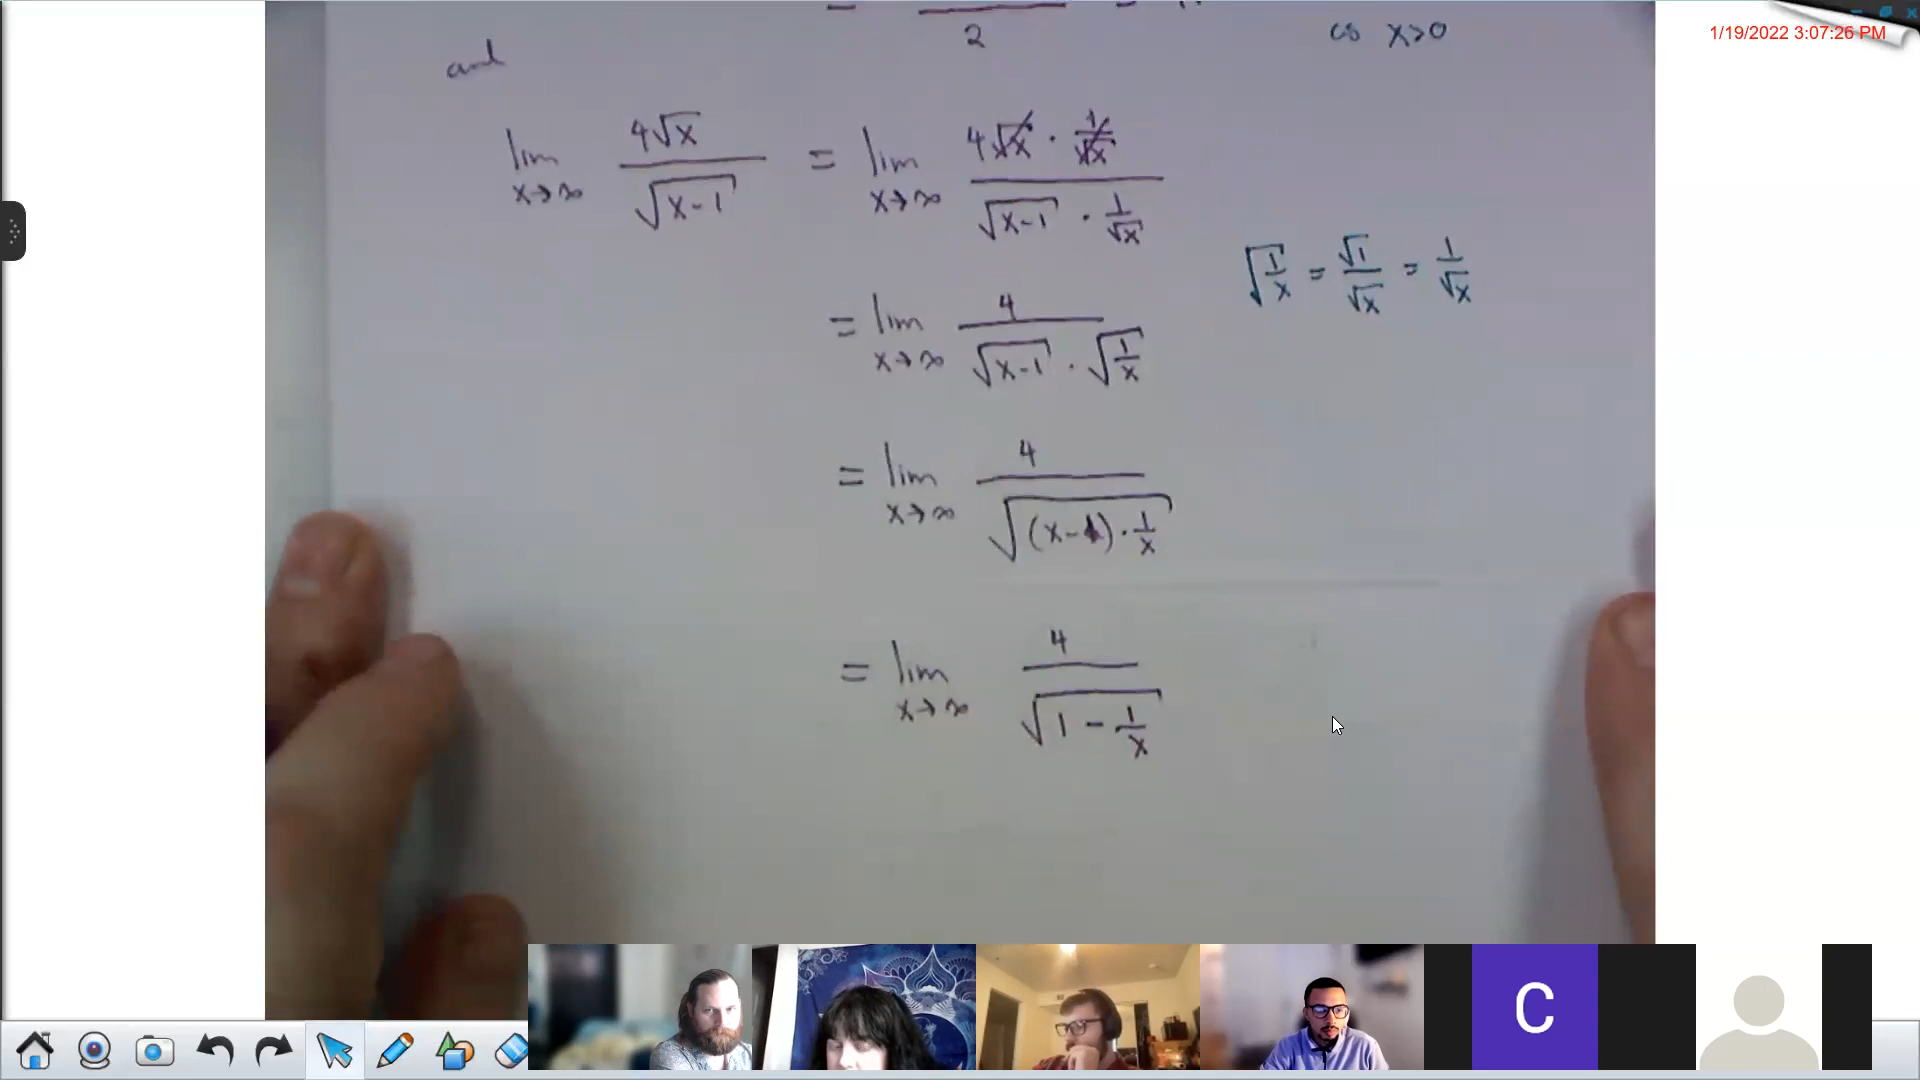 1/19/2022 3:07:26 PM
2
x>0
and
lim x→∞ 4√x / √(x-1) = lim x→∞ 4√x · 1/√x / √(x-1) · 1/√x
√(1/x) = √1/√x = 1/√x
= lim x→∞ 4 / √(x-1) · √(1/x)
= lim x→∞ 4 / √((x-1) · 1/x)
= lim x→∞ 4 / √(1 - 1/x)
C